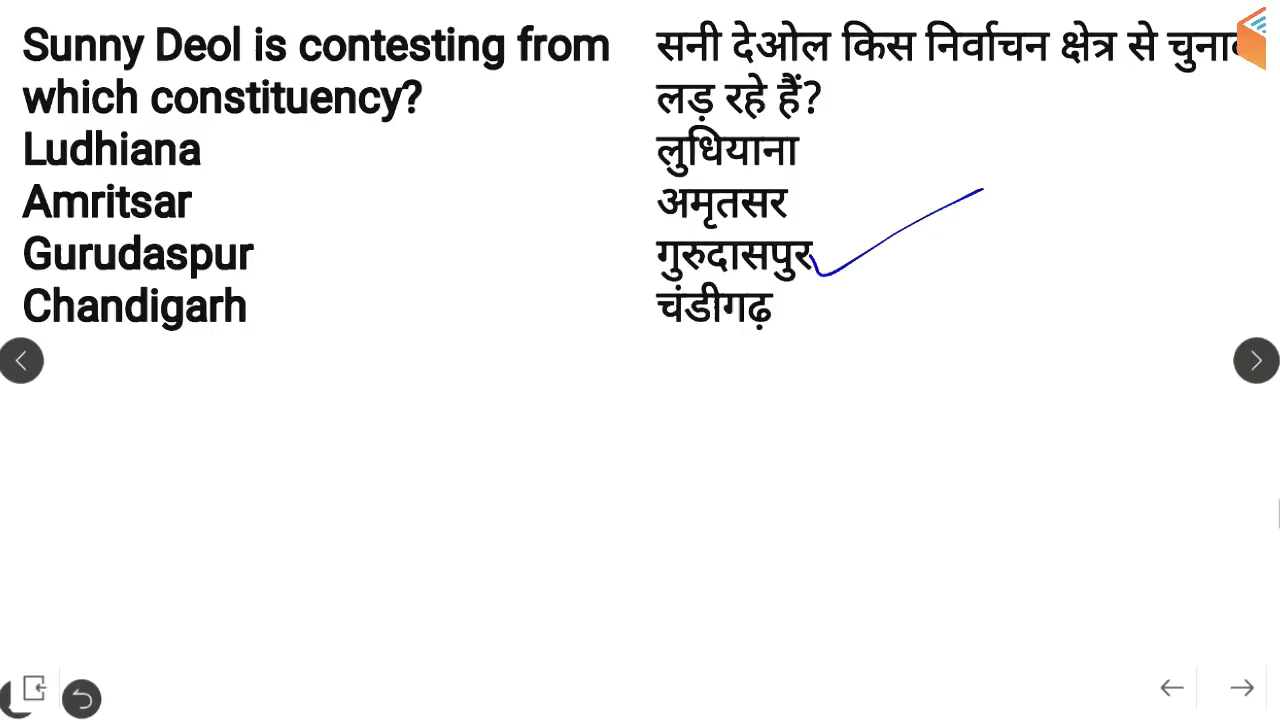 Sunny Deol is contesting from
which constituency?
Ludhiana
Amritsar
Gurudaspur
Chandigarh
सनी देओल किस निर्वाचन क्षेत्र से चुनाव
लड़ रहे हैं?
लुधियाना
अमृतसर
गुरुदासपुर
चंडीगढ़